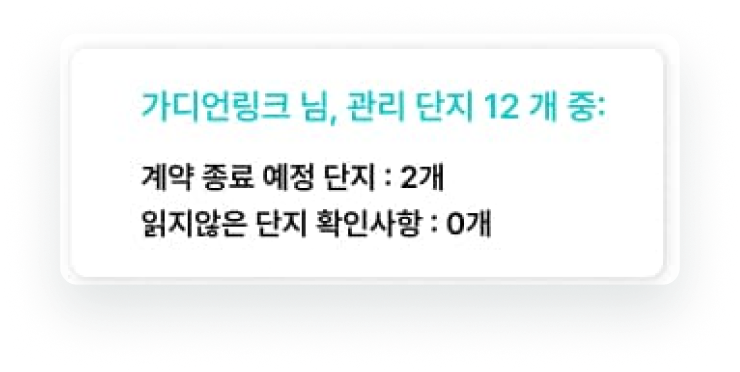 가디언링크 님, 관리 단지 12 개 중:
계약 종료 예정 단지 : 2개
읽지않은 단지 확인사항 : 0개